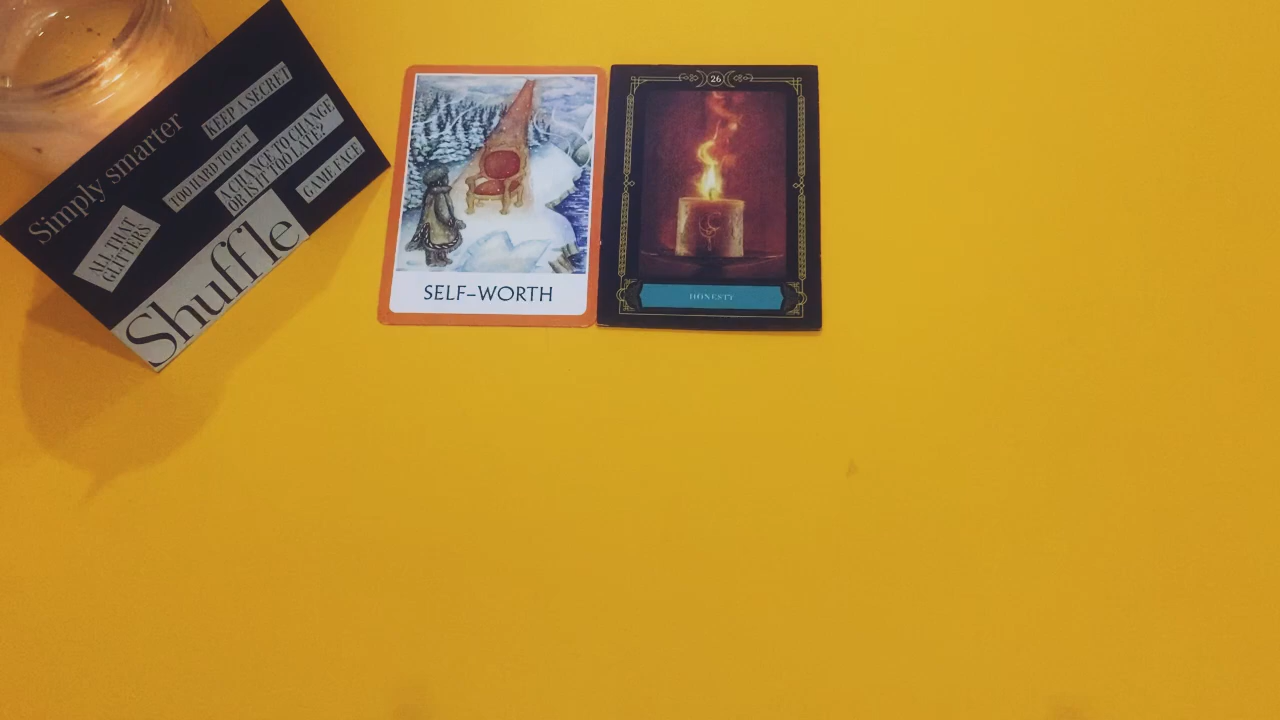 Simply smarter
KEEP A SECRET
TOO HARD TO GET
A CHANCE TO CHANGE
OR IS IT TOO LATE?
GAME FACE
ALL THAT
GLITTERS
Shuffle
SELF-WORTH
26
HONESTY